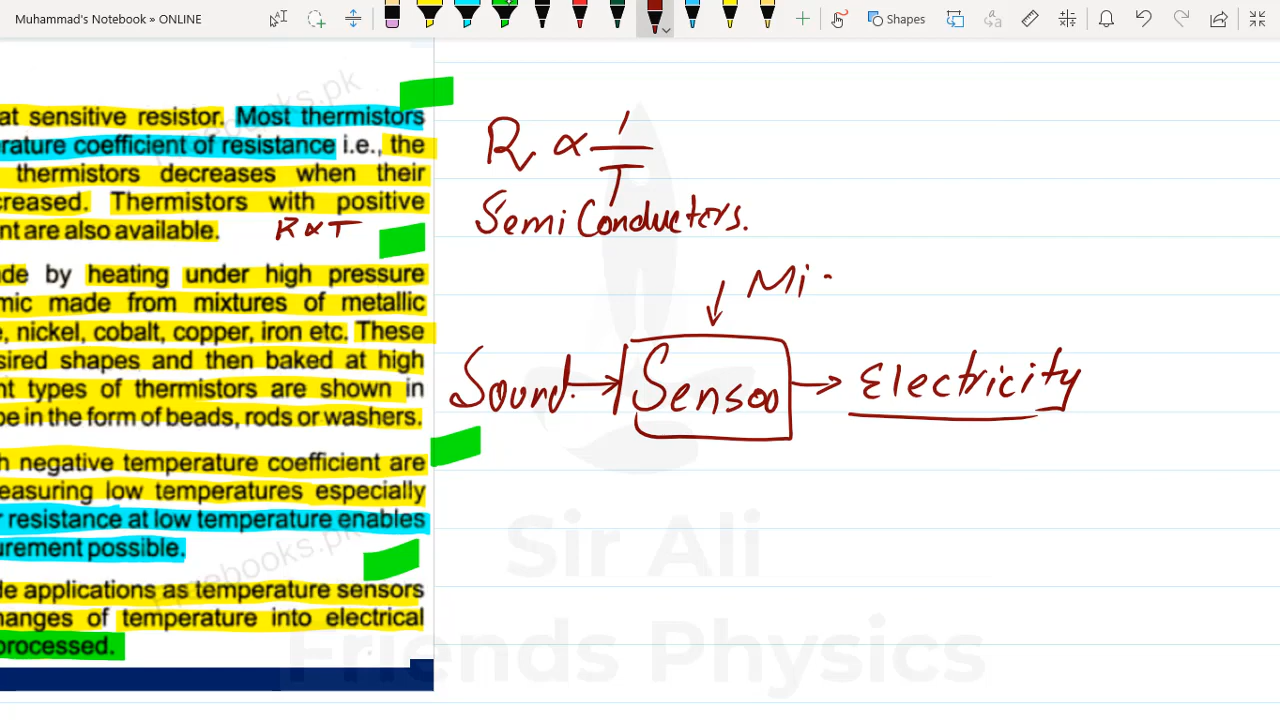 Muhammad's Notebook » ONLINE
Shapes
at sensitive resistor. Most thermistors
rature coefficient of resistance i.e., the
thermistors decreases when their
creased. Thermistors with positive
nt are also available. R ∝ T
de by heating under high pressure
mic made from mixtures of metallic
e, nickel, cobalt, copper, iron etc. These
sired shapes and then baked at high
nt types of thermistors are shown in
pe in the form of beads, rods or washers.
h negative temperature coefficient are
easuring low temperatures especially
r resistance at low temperature enables
urement possible.
de applications as temperature sensors
hanges of temperature into electrical
processed.
R ∝ 1/T
Semi Conductors.
Mi
Sound → Sensoo → Electricity
Sir Ali
Friends Physics